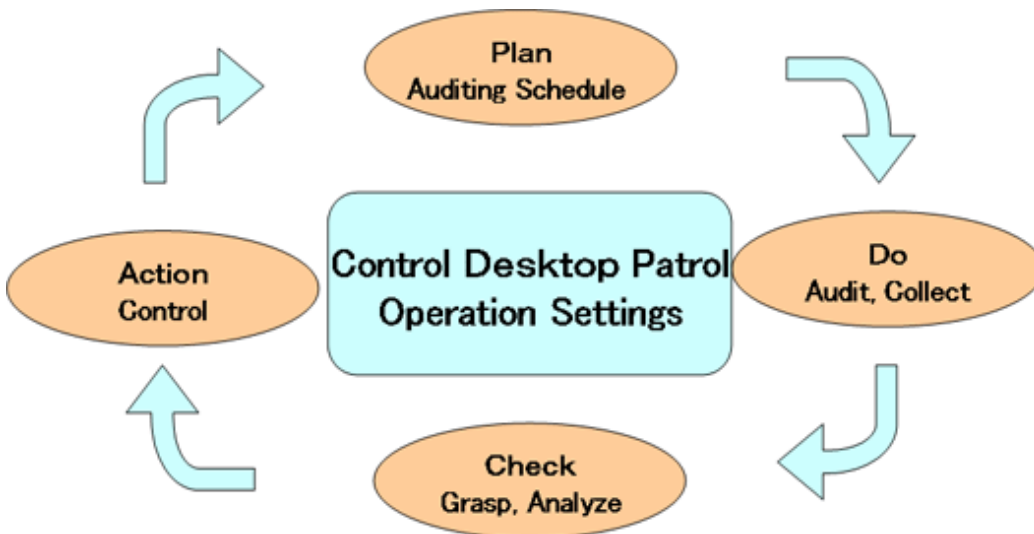 Plan
Auditing Schedule
Control Desktop Patrol
Operation Settings
Do
Audit, Collect
Action
Control
Check
Grasp, Analyze